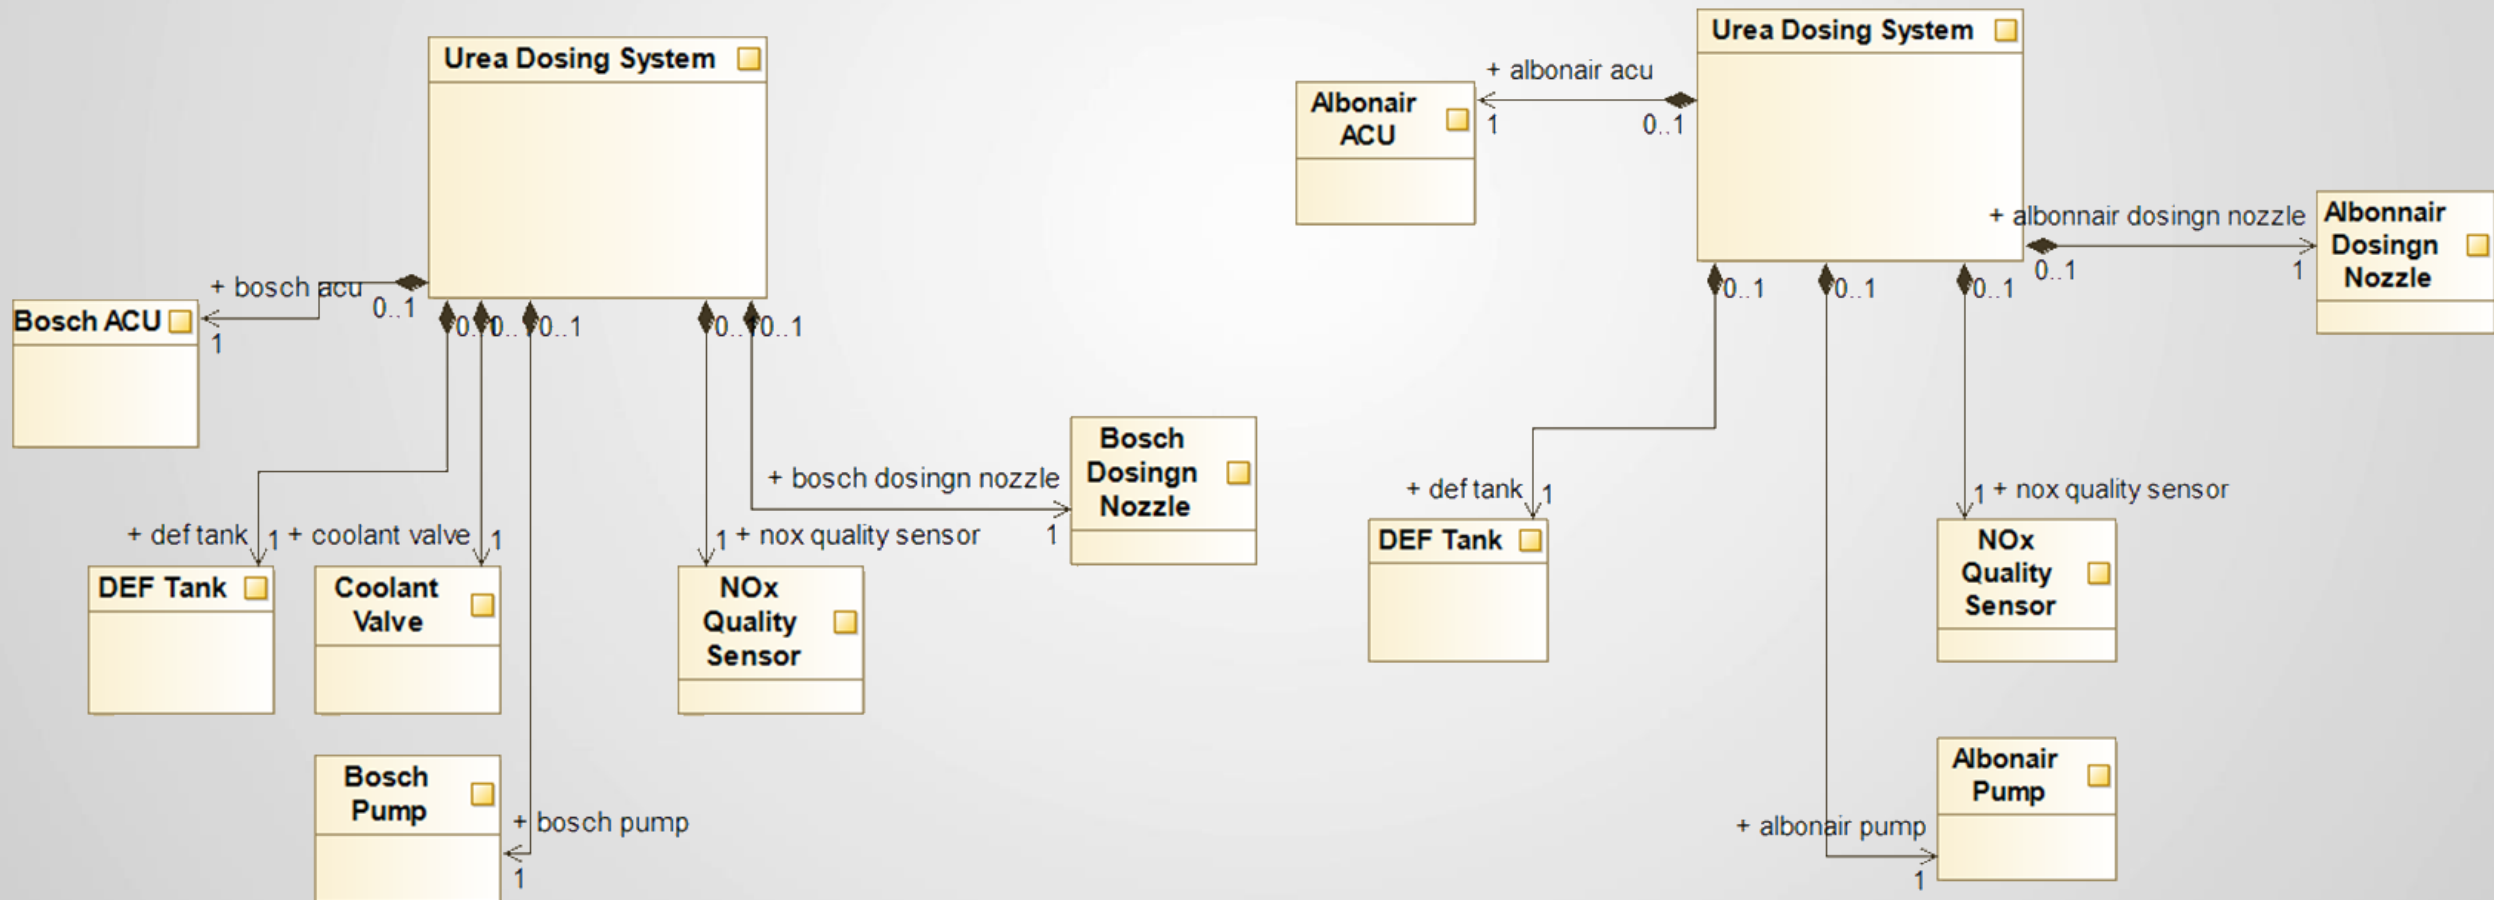 Urea Dosing System
+ bosch acu
0..1
Bosch ACU
1
0..1
0..1
0..1
0..1
0..1
+ bosch dosingn nozzle
1
Bosch
Dosingn
Nozzle
+ def tank
1
+ coolant valve
1
1
+ nox quality sensor
DEF Tank
Coolant
Valve
NOx
Quality
Sensor
Bosch
Pump
+ bosch pump
1
Urea Dosing System
+ albonair acu
1
0..1
Albonair
ACU
+ albonnair dosingn nozzle
0..1
1
Albonnair
Dosingn
Nozzle
0..1
0..1
0..1
+ def tank
1
1
+ nox quality sensor
DEF Tank
NOx
Quality
Sensor
Albonair
Pump
+ albonair pump
1